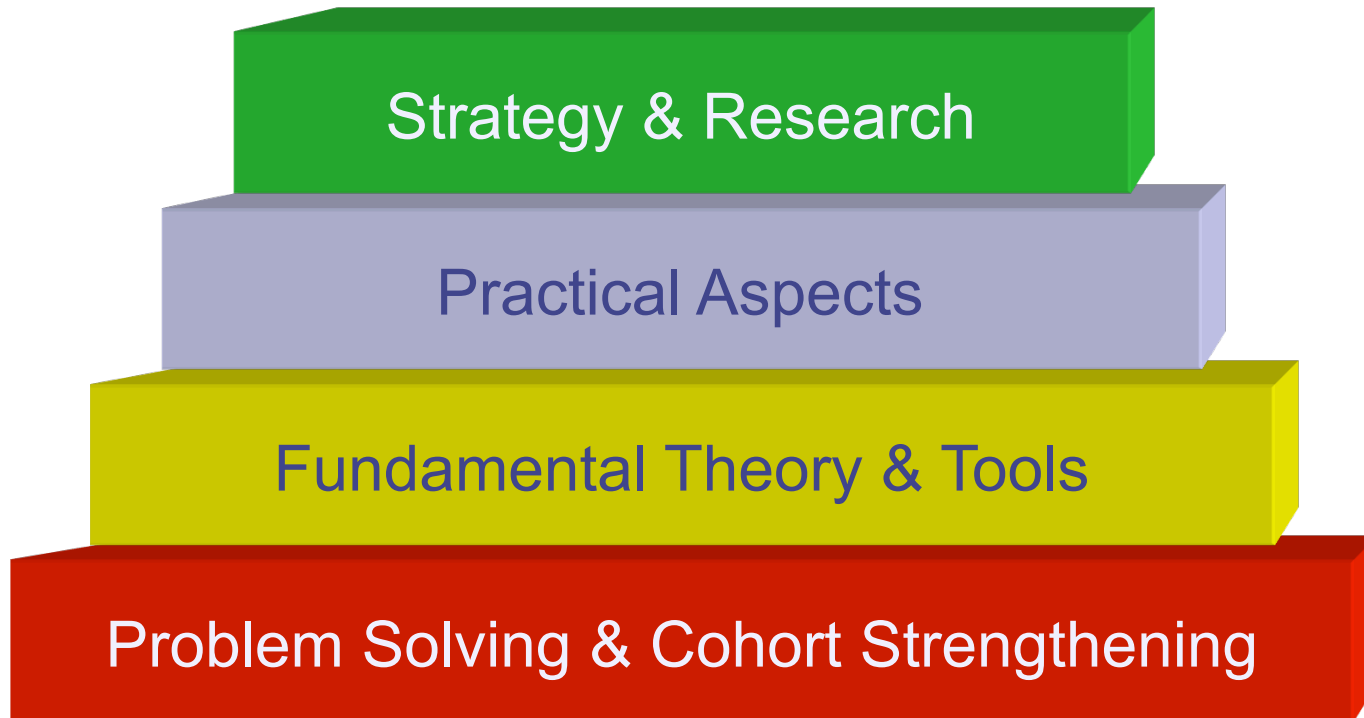 Strategy & Research
Practical Aspects
Fundamental Theory & Tools
Problem Solving & Cohort Strengthening